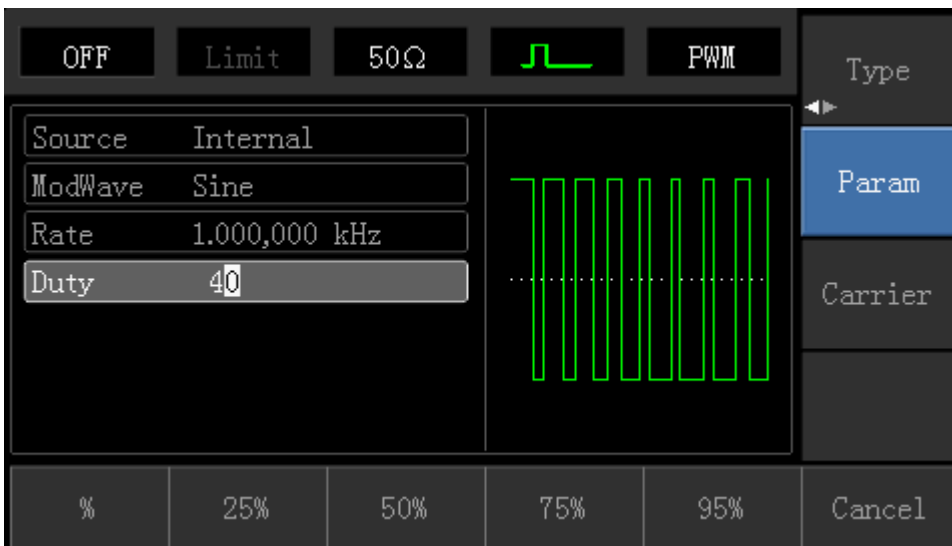 OFF Limit 50Ω PWM
Type
Source Internal
ModWave Sine
Rate 1.000,000 kHz
Duty 40
Param
Carrier
% 25% 50% 75% 95% Cancel